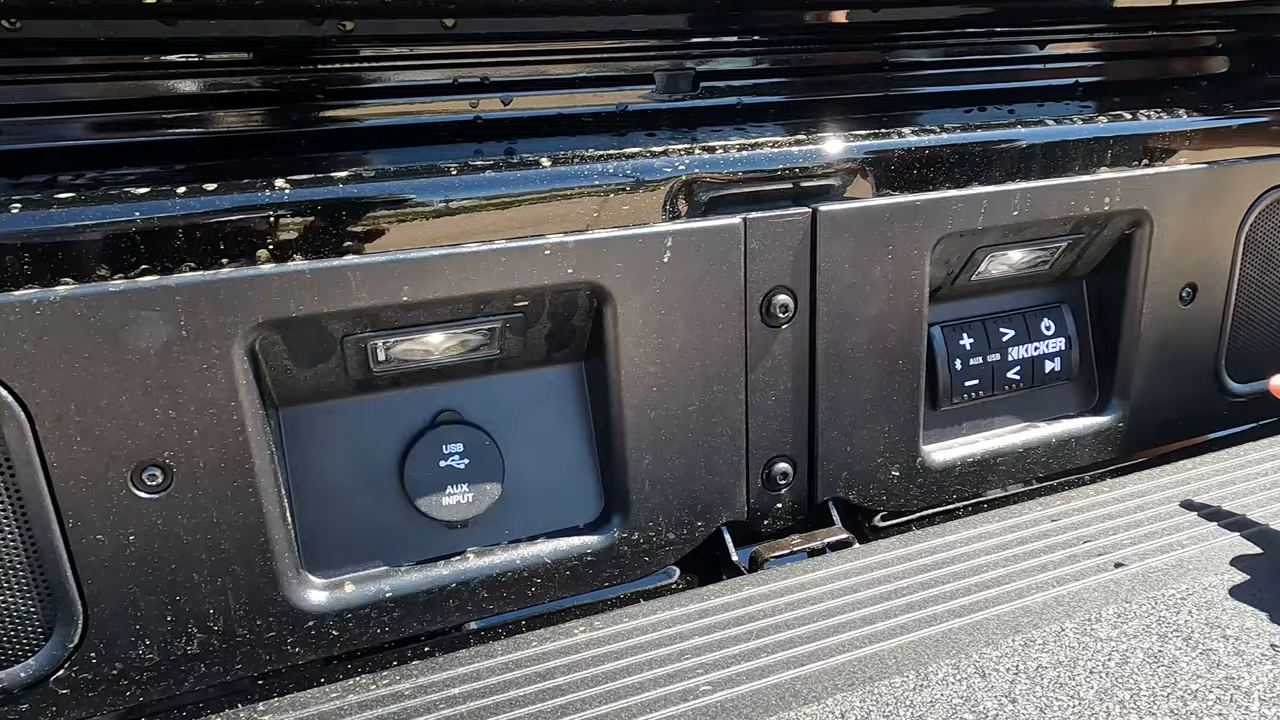 USB
AUX
INPUT
+ > ⏻
AUX USB KICKER
- < ⏯